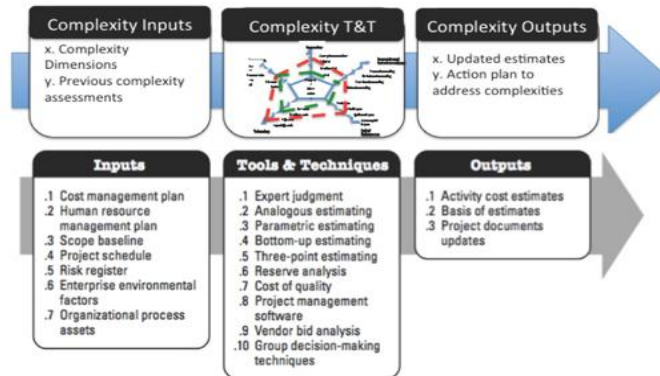 Complexity Inputs
x. Complexity
Dimensions
y. Previous complexity
assessments
Complexity T&T
Complexity Outputs
x. Updated estimates
y. Action plan to
address complexities
Inputs
.1 Cost management plan
.2 Human resource
management plan
.3 Scope baseline
.4 Project schedule
.5 Risk register
.6 Enterprise environmental
factors
.7 Organizational process
assets
Tools & Techniques
.1 Expert judgment
.2 Analogous estimating
.3 Parametric estimating
.4 Bottom-up estimating
.5 Three-point estimating
.6 Reserve analysis
.7 Cost of quality
.8 Project management
software
.9 Vendor bid analysis
.10 Group decision-making
techniques
Outputs
.1 Activity cost estimates
.2 Basis of estimates
.3 Project documents
updates